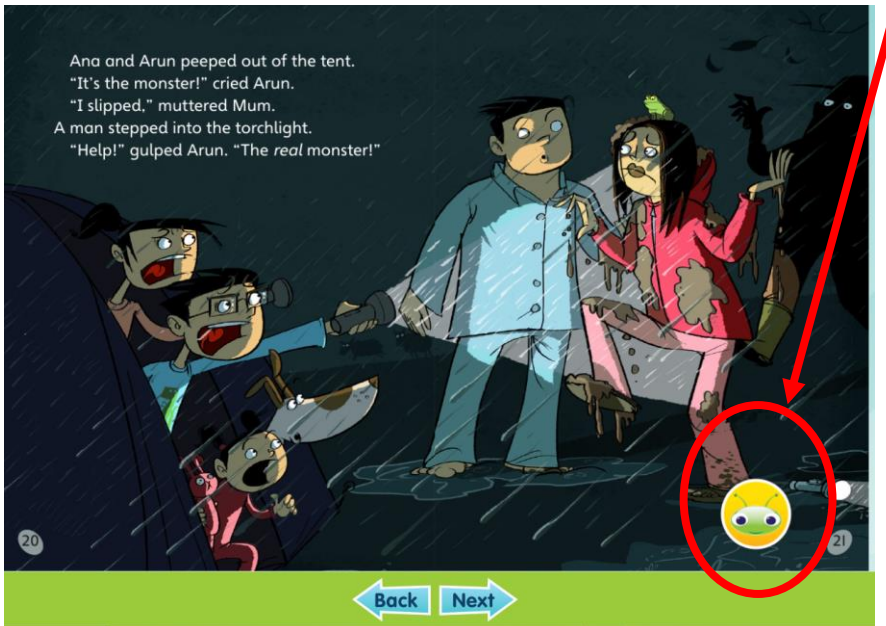 Ana and Arun peeped out of the tent.
"It's the monster!" cried Arun.
"I slipped," muttered Mum.
A man stepped into the torchlight.
"Help!" gulped Arun. "The real monster!"
20
21
Back
Next